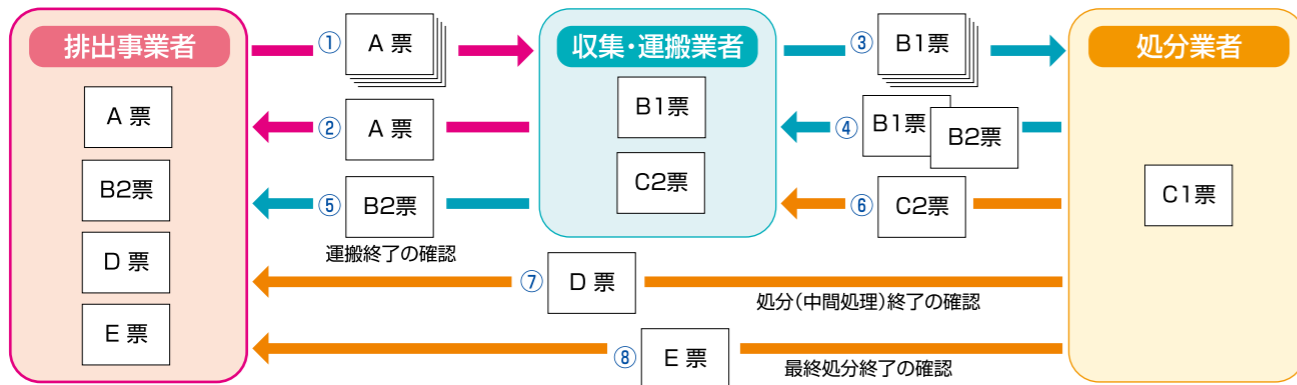 排出事業者
収集・運搬業者
処分業者
① A 票
③ B1票
② A 票
④ B1票
B2票
⑤ B2票
運搬終了の確認
⑥ C2票
⑦ D 票
処分(中間処理)終了の確認
⑧ E 票
最終処分終了の確認
A 票
B2票
D 票
E 票
B1票
C2票
C1票